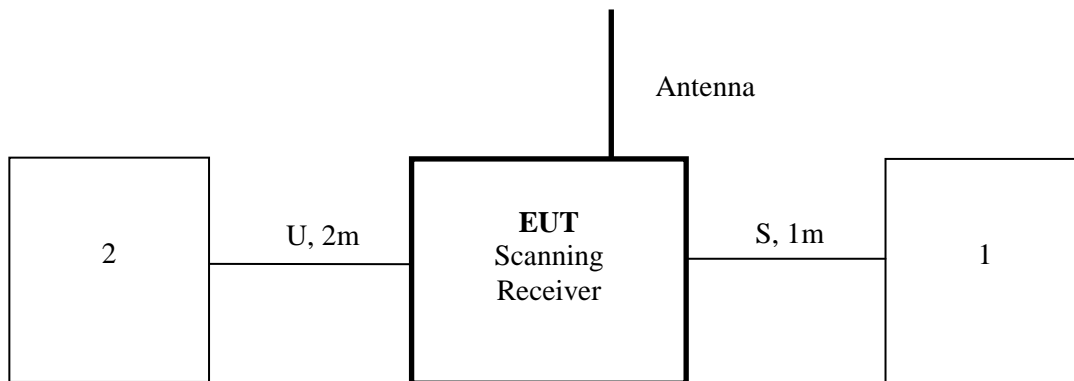 Antenna
2
U, 2m
EUT
Scanning
Receiver
S, 1m
1